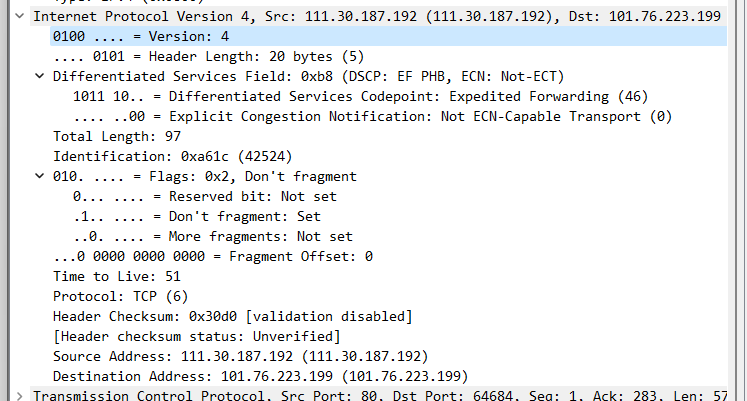 Internet Protocol Version 4, Src: 111.30.187.192 (111.30.187.192), Dst: 101.76.223.199
0100 .... = Version: 4
.... 0101 = Header Length: 20 bytes (5)
Differentiated Services Field: 0xb8 (DSCP: EF PHB, ECN: Not-ECT)
1011 10.. = Differentiated Services Codepoint: Expedited Forwarding (46)
.... ..00 = Explicit Congestion Notification: Not ECN-Capable Transport (0)
Total Length: 97
Identification: 0xa61c (42524)
010. .... = Flags: 0x2, Don't fragment
0... .... = Reserved bit: Not set
.1.. .... = Don't fragment: Set
..0. .... = More fragments: Not set
...0 0000 0000 0000 = Fragment Offset: 0
Time to Live: 51
Protocol: TCP (6)
Header Checksum: 0x30d0 [validation disabled]
[Header checksum status: Unverified]
Source Address: 111.30.187.192 (111.30.187.192)
Destination Address: 101.76.223.199 (101.76.223.199)
Transmission Control Protocol, Src Port: 80, Dst Port: 64684, Seq: 1, Ack: 283, Len: 57